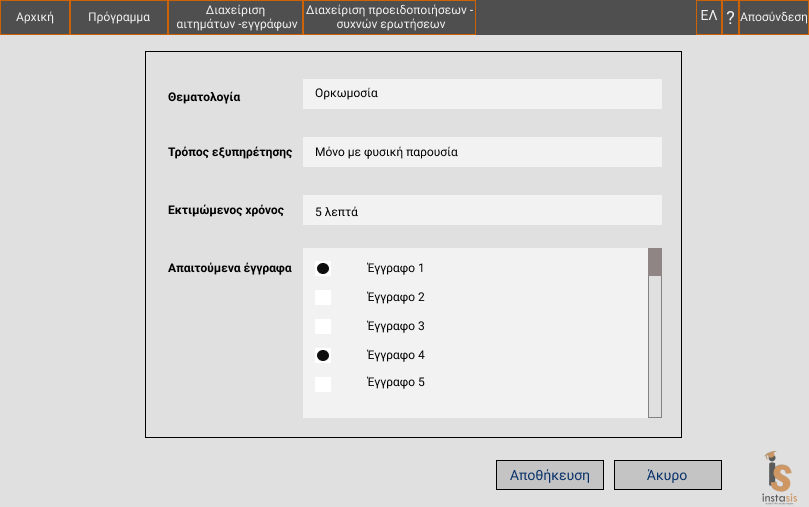 Αρχική
Πρόγραμμα
Διαχείριση
αιτημάτων -εγγράφων
Διαχείριση προειδοποιήσεων -
συχνών ερωτήσεων
ΕΛ
?
Αποσύνδεση
Θεματολογία
Ορκωμοσία
Τρόπος εξυπηρέτησης
Μόνο με φυσική παρουσία
Εκτιμώμενος χρόνος
5 λεπτά
Απαιτούμενα έγγραφα
Έγγραφο 1
Έγγραφο 2
Έγγραφο 3
Έγγραφο 4
Έγγραφο 5
Αποθήκευση
Άκυρο
is
instasis